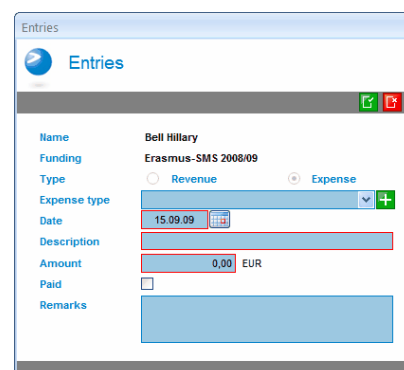 Entries
Entries
Name Bell Hillary
Funding Erasmus-SMS 2008/09
Type Revenue Expense
Expense type
Date 15.09.09
Description
Amount 0,00 EUR
Paid
Remarks